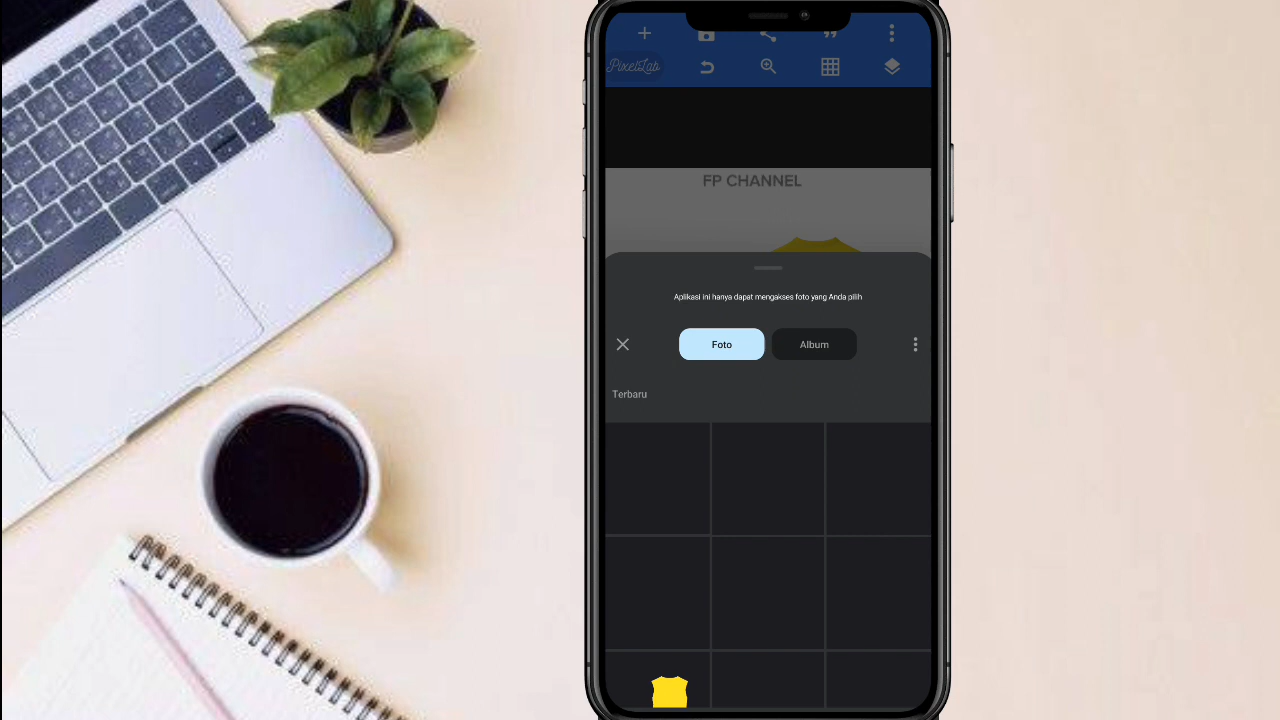 PixelLab
FP CHANNEL
Aplikasi ini hanya dapat mengakses foto yang Anda pilih
Foto
Album
Terbaru